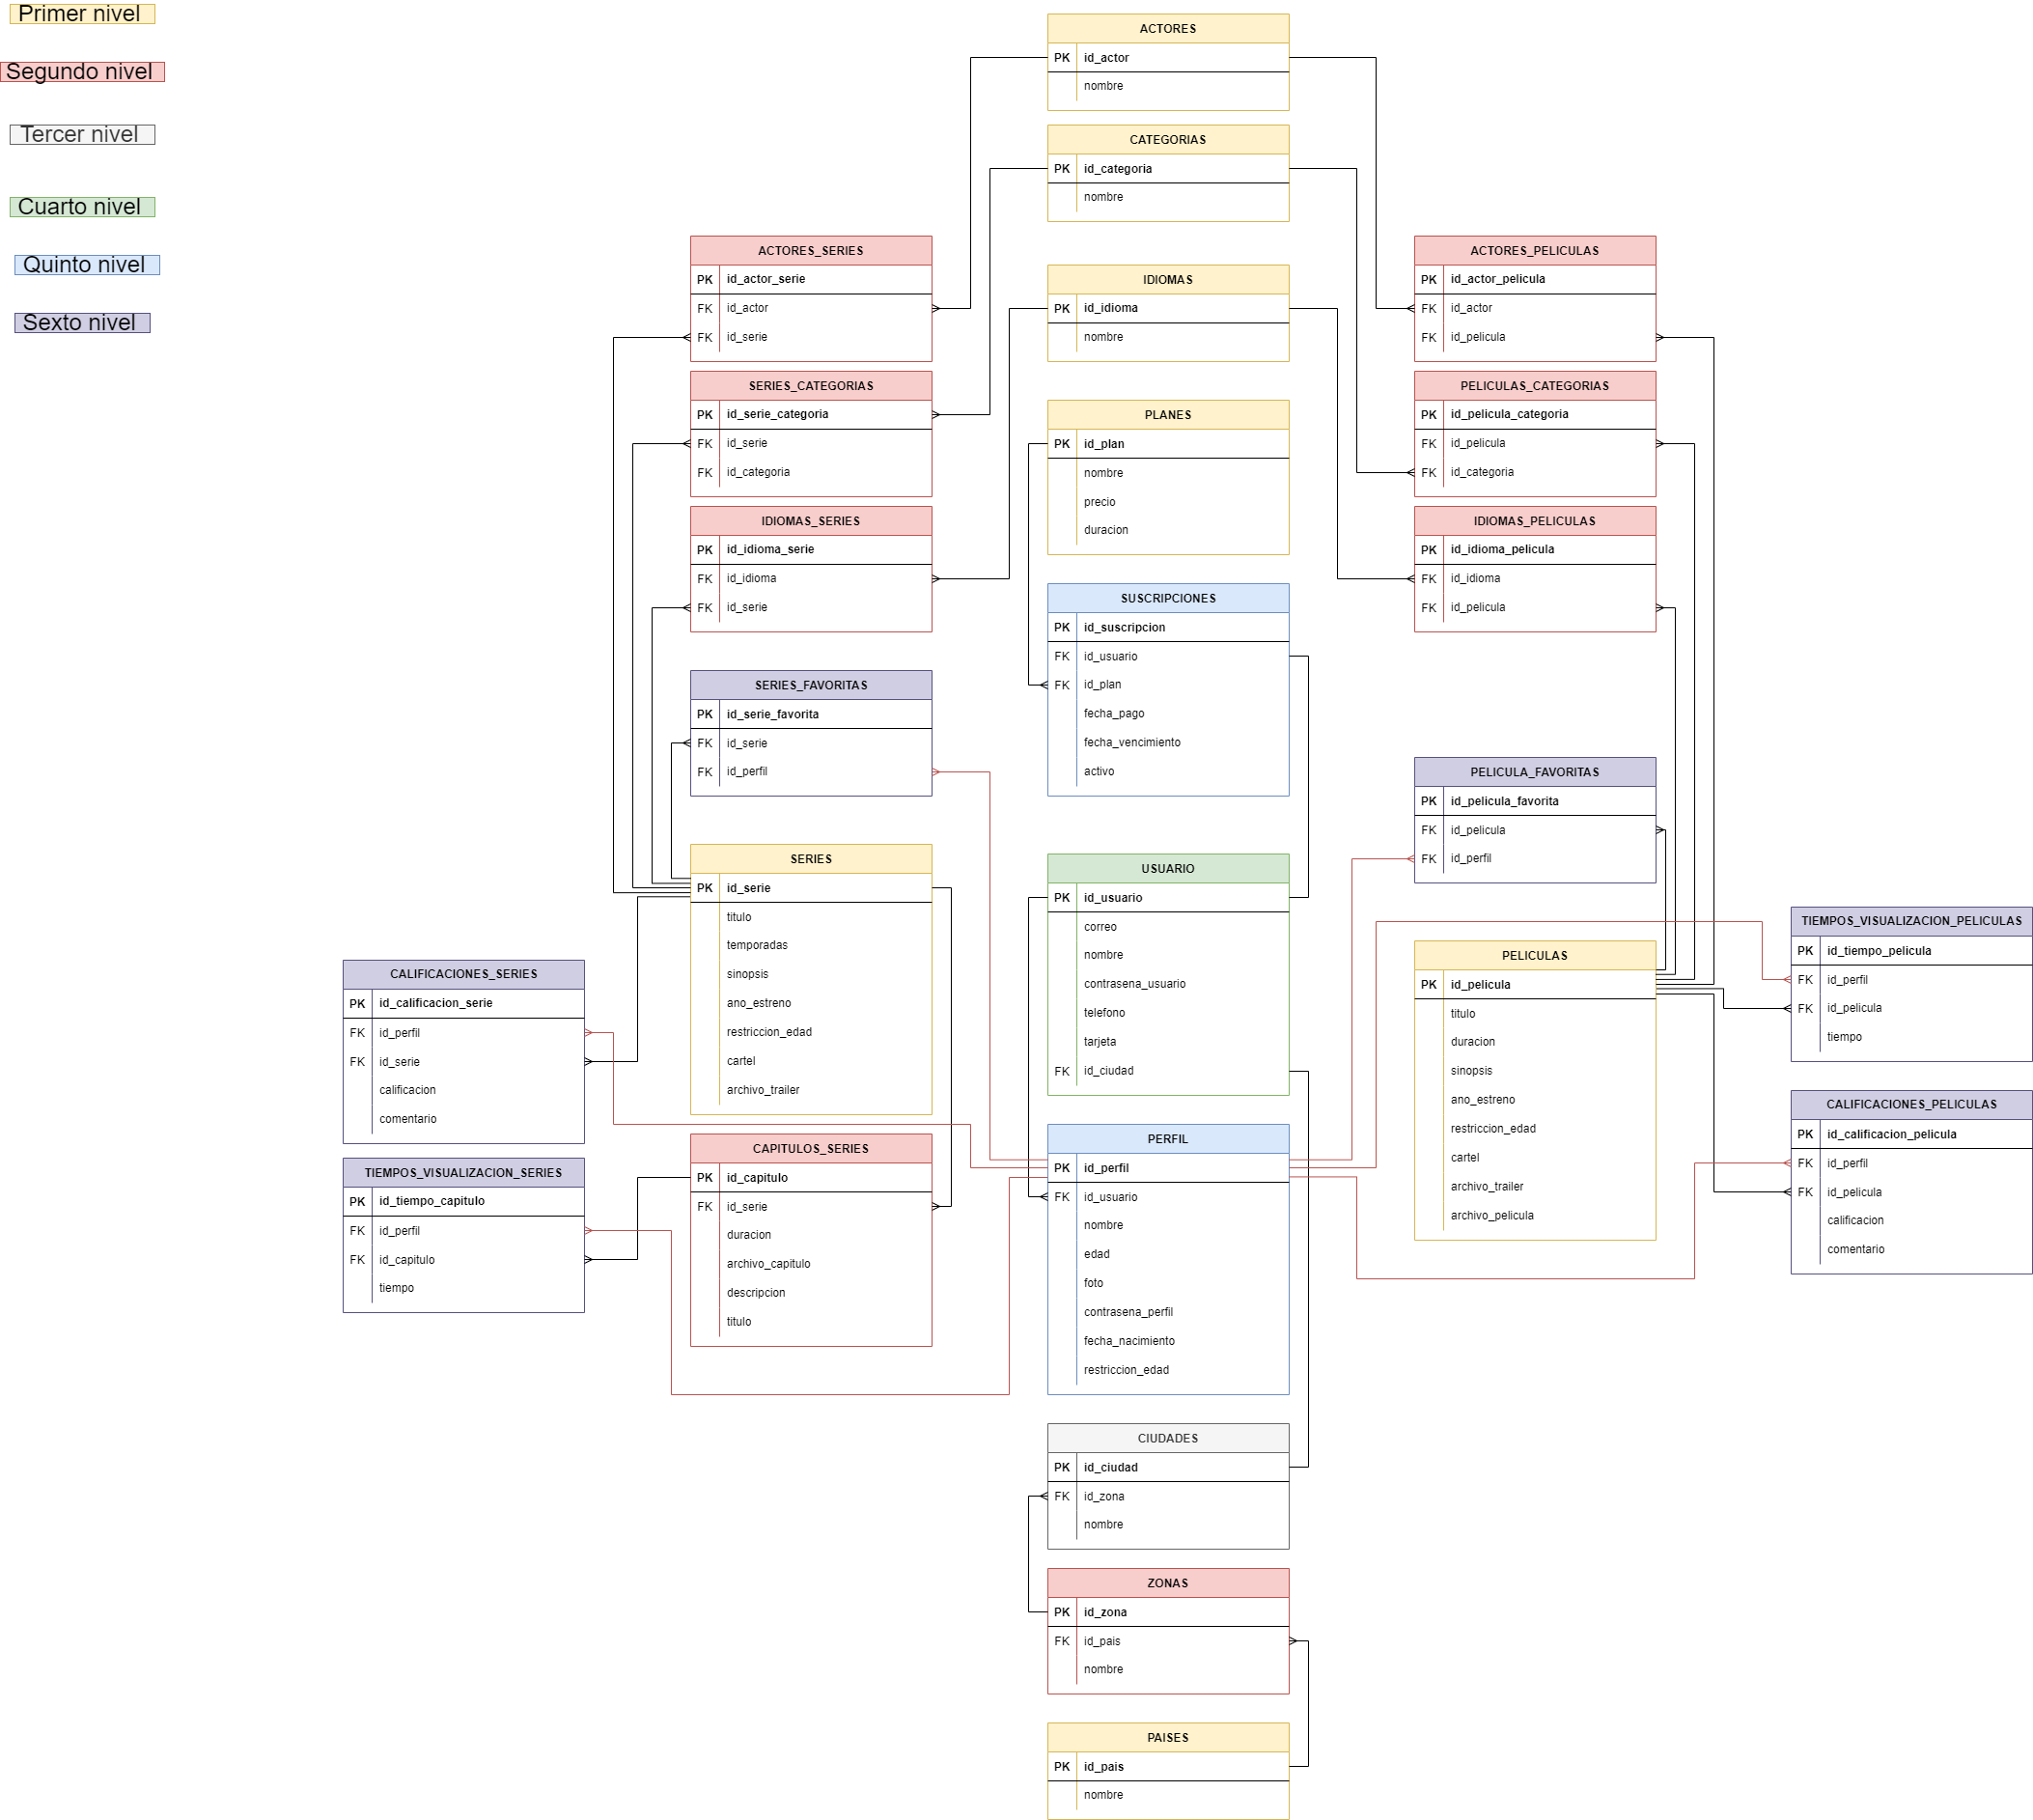 Primer nivel
Segundo nivel
Tercer nivel
Cuarto nivel
Quinto nivel
Sexto nivel
ACTORES
PK id_actor
nombre
CATEGORIAS
PK id_categoria
nombre
IDIOMAS
PK id_idioma
nombre
PLANES
PK id_plan
nombre
precio
duracion
SUSCRIPCIONES
PK id_suscripcion
FK id_usuario
FK id_plan
fecha_pago
fecha_vencimiento
activo
USUARIO
PK id_usuario
correo
nombre
contrasena_usuario
telefono
tarjeta
FK id_ciudad
PERFIL
PK id_perfil
FK id_usuario
nombre
edad
foto
contrasena_perfil
fecha_nacimiento
restriccion_edad
CIUDADES
PK id_ciudad
FK id_zona
nombre
ZONAS
PK id_zona
FK id_pais
nombre
PAISES
PK id_pais
nombre
ACTORES_SERIES
PK id_actor_serie
FK id_actor
FK id_serie
SERIES_CATEGORIAS
PK id_serie_categoria
FK id_serie
FK id_categoria
IDIOMAS_SERIES
PK id_idioma_serie
FK id_idioma
FK id_serie
SERIES_FAVORITAS
PK id_serie_favorita
FK id_serie
FK id_perfil
SERIES
PK id_serie
titulo
temporadas
sinopsis
ano_estreno
restriccion_edad
cartel
archivo_trailer
CAPITULOS_SERIES
PK id_capitulo
FK id_serie
duracion
archivo_capitulo
descripcion
titulo
CALIFICACIONES_SERIES
PK id_calificacion_serie
FK id_perfil
FK id_serie
calificacion
comentario
TIEMPOS_VISUALIZACION_SERIES
PK id_tiempo_capitulo
FK id_perfil
FK id_capitulo
tiempo
ACTORES_PELICULAS
PK id_actor_pelicula
FK id_actor
FK id_pelicula
PELICULAS_CATEGORIAS
PK id_pelicula_categoria
FK id_pelicula
FK id_categoria
IDIOMAS_PELICULAS
PK id_idioma_pelicula
FK id_idioma
FK id_pelicula
PELICULA_FAVORITAS
PK id_pelicula_favorita
FK id_pelicula
FK id_perfil
PELICULAS
PK id_pelicula
titulo
duracion
sinopsis
ano_estreno
restriccion_edad
cartel
archivo_trailer
archivo_pelicula
TIEMPOS_VISUALIZACION_PELICULAS
PK id_tiempo_pelicula
FK id_perfil
FK id_pelicula
tiempo
CALIFICACIONES_PELICULAS
PK id_calificacion_pelicula
FK id_perfil
FK id_pelicula
calificacion
comentario